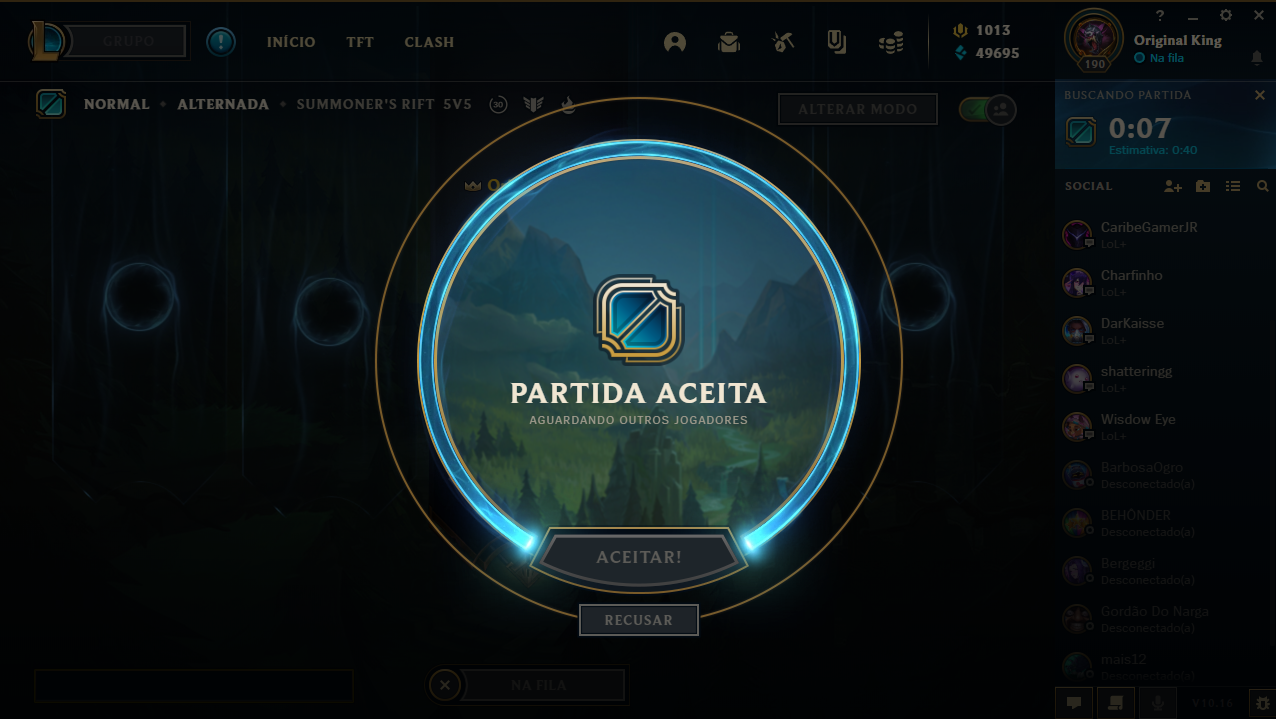 GRUPO
INÍCIO
TFT
CLASH
1013
49695
?
Original King
190
Na fila
NORMAL • ALTERNADA • SUMMONER'S RIFT 5V5
30
ALTERAR MODO
BUSCANDO PARTIDA
0:07
Estimativa: 0:40
SOCIAL
CaribeGamerJR
LoL+
Charfinho
LoL+
DarKaisse
LoL+
shatteringg
LoL+
Wisdow Eye
LoL+
BarbosaOgro
Desconectado(a)
BEHÖNDER
Desconectado(a)
Bergeggi
Desconectado(a)
Gordão Do Narga
Desconectado(a)
mais12
Desconectado(a)
PARTIDA ACEITA
AGUARDANDO OUTROS JOGADORES
ACEITAR!
RECUSAR
NA FILA
V10.16